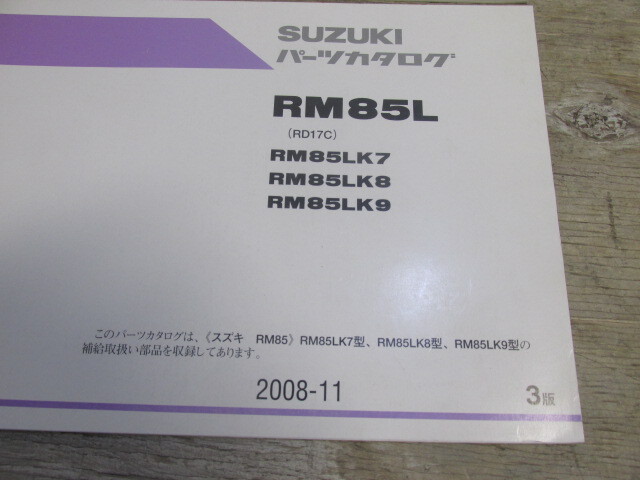 SUZUKI
パーツカタログ
RM85L
(RD17C)
RM85LK7
RM85LK8
RM85LK9
このパーツカタログは、《スズキ RM85》RM85LK7型、RM85LK8型、RM85LK9型の
補給取扱い部品を収録してあります。
2008-11
3版